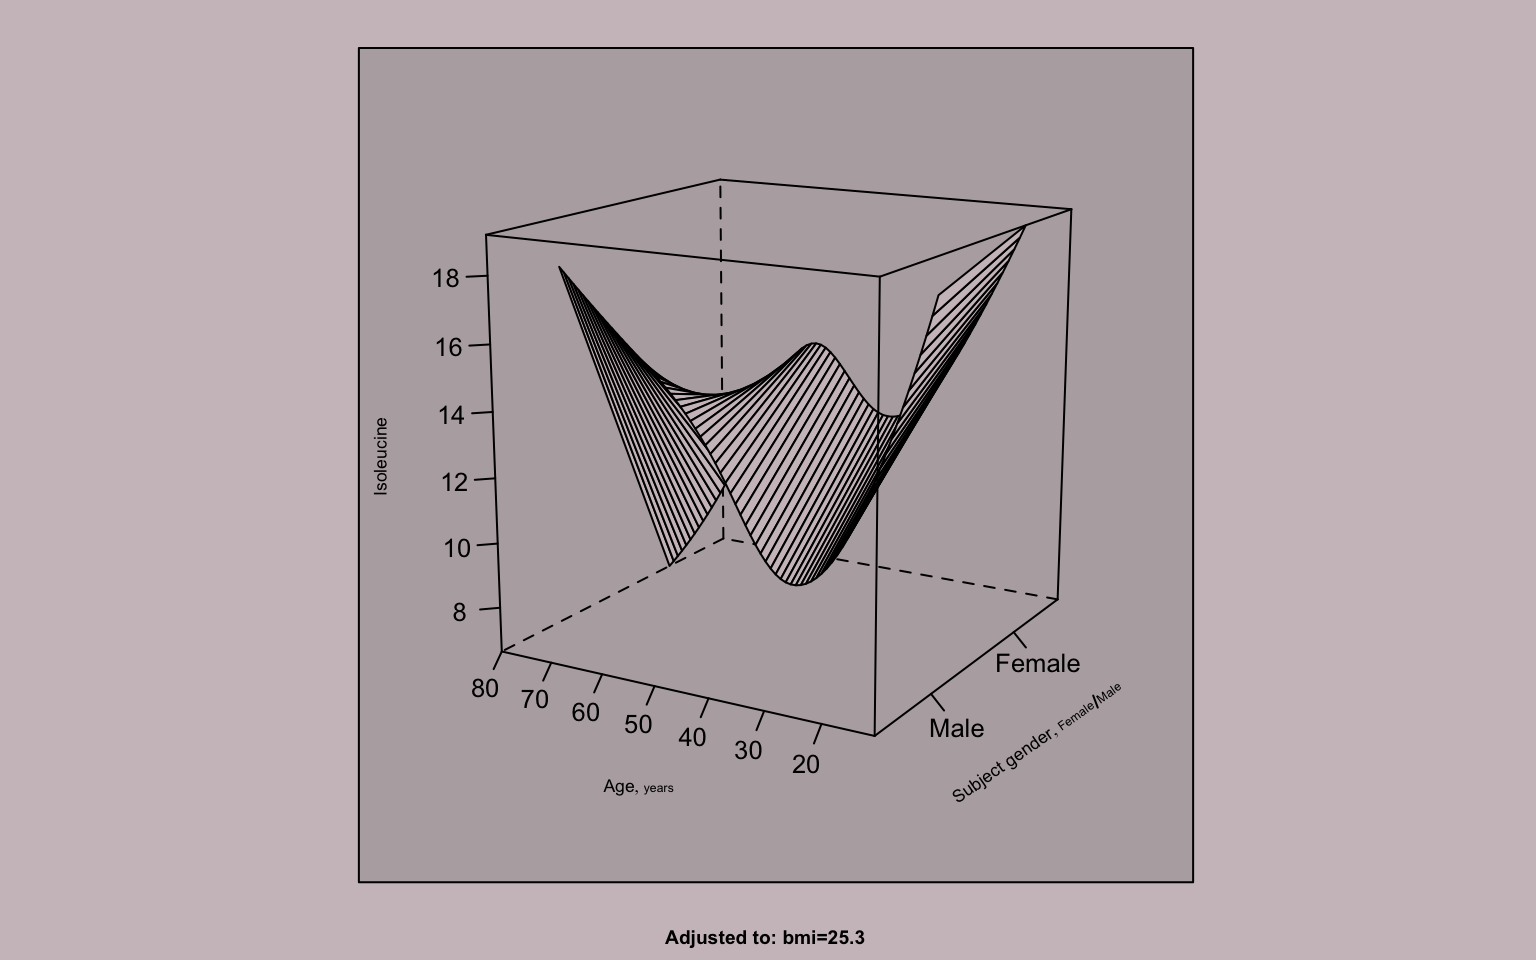 18
16
14
12
10
8
Isoleucine
80
70
60
50
40
30
20
Age, years
Male
Female
Subject gender, Female/Male
Adjusted to: bmi=25.3